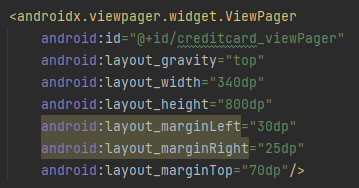 <androidx.viewpager.widget.ViewPager
android:id="@+id/creditcard_viewPager"
android:layout_gravity="top"
android:layout_width="340dp"
android:layout_height="800dp"
android:layout_marginLeft="30dp"
android:layout_marginRight="25dp"
android:layout_marginTop="70dp"/>